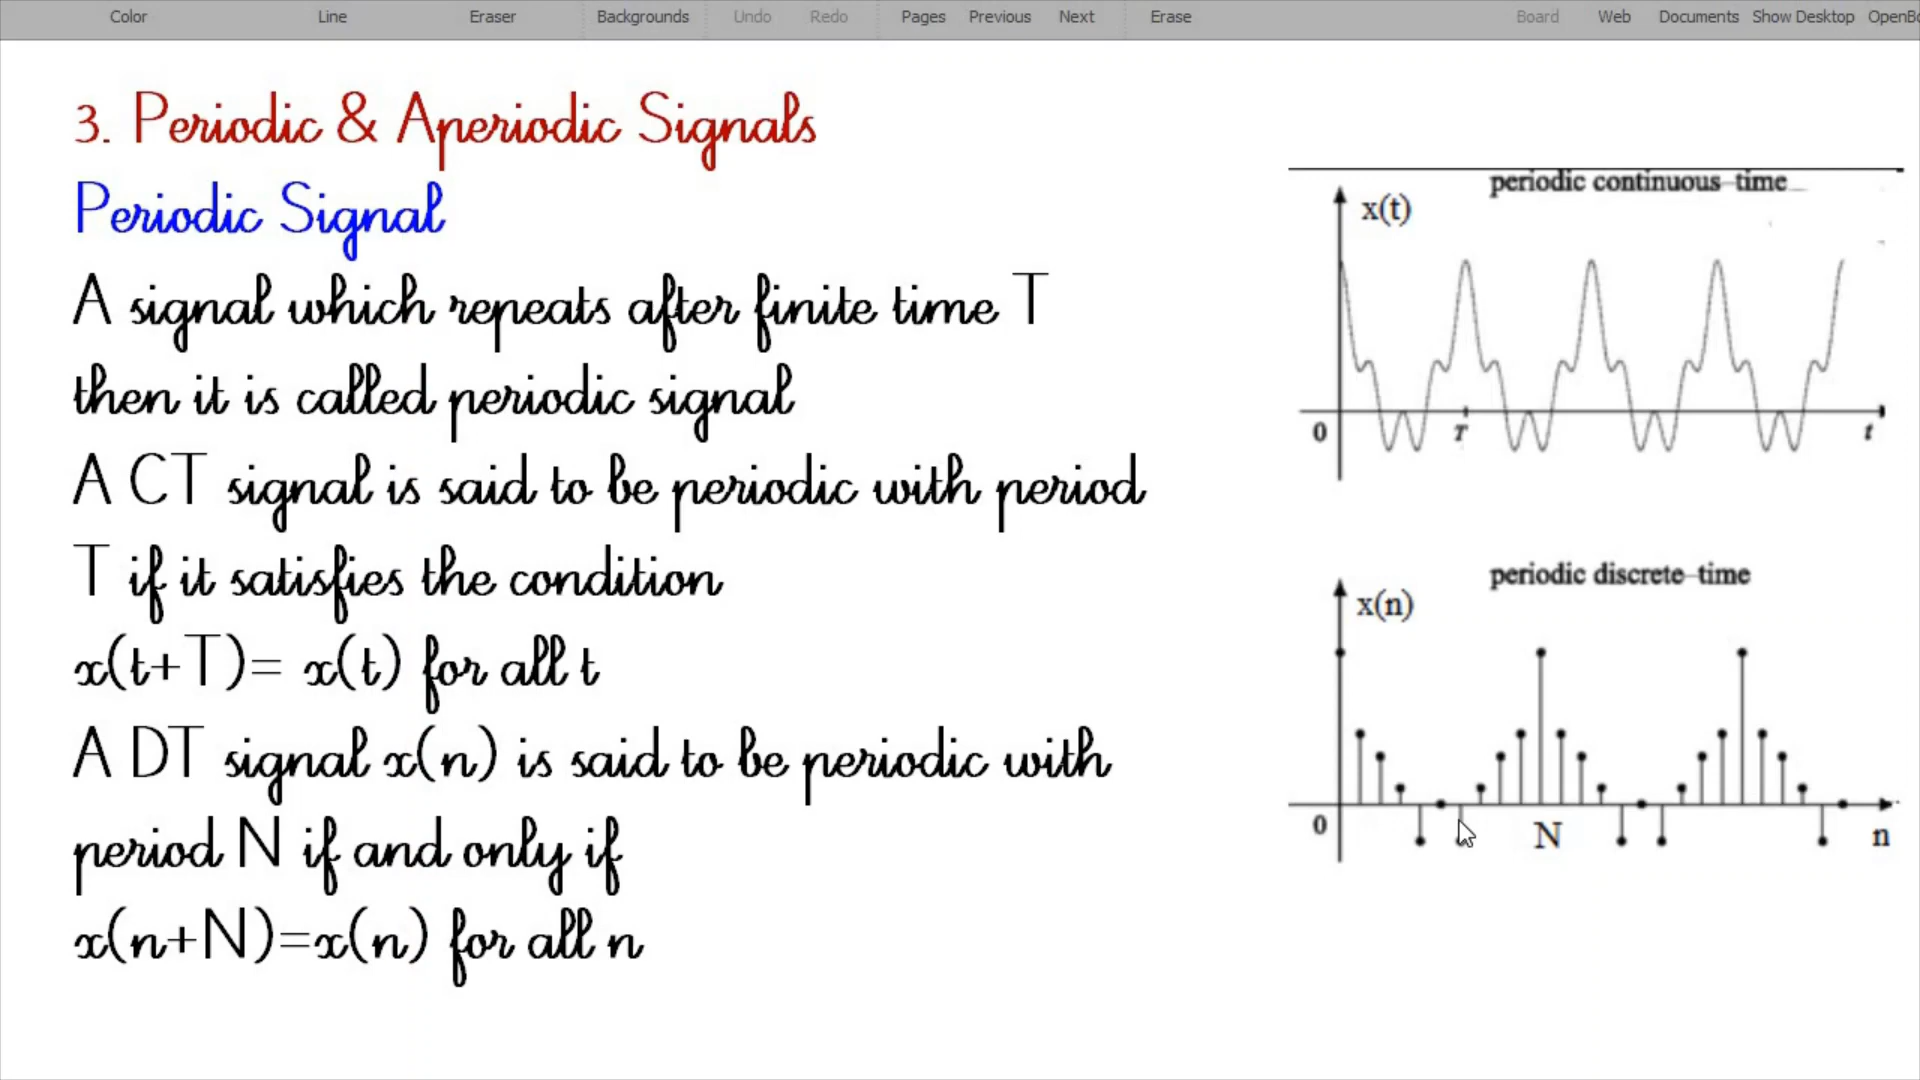 Color Line Eraser Backgrounds Undo Redo Pages Previous Next Erase Board Web Documents Show Desktop OpenBo
3. Periodic & Aperiodic Signals
Periodic Signal
A signal which repeats after finite time T
then it is called periodic signal
A CT signal is said to be periodic with period
T if it satisfies the condition
x(t+T)= x(t) for all t
A DT signal x(n) is said to be periodic with
period N if and only if
x(n+N)=x(n) for all n
periodic continuous-time
x(t)
0 T t
periodic discrete-time
x(n)
0 N n